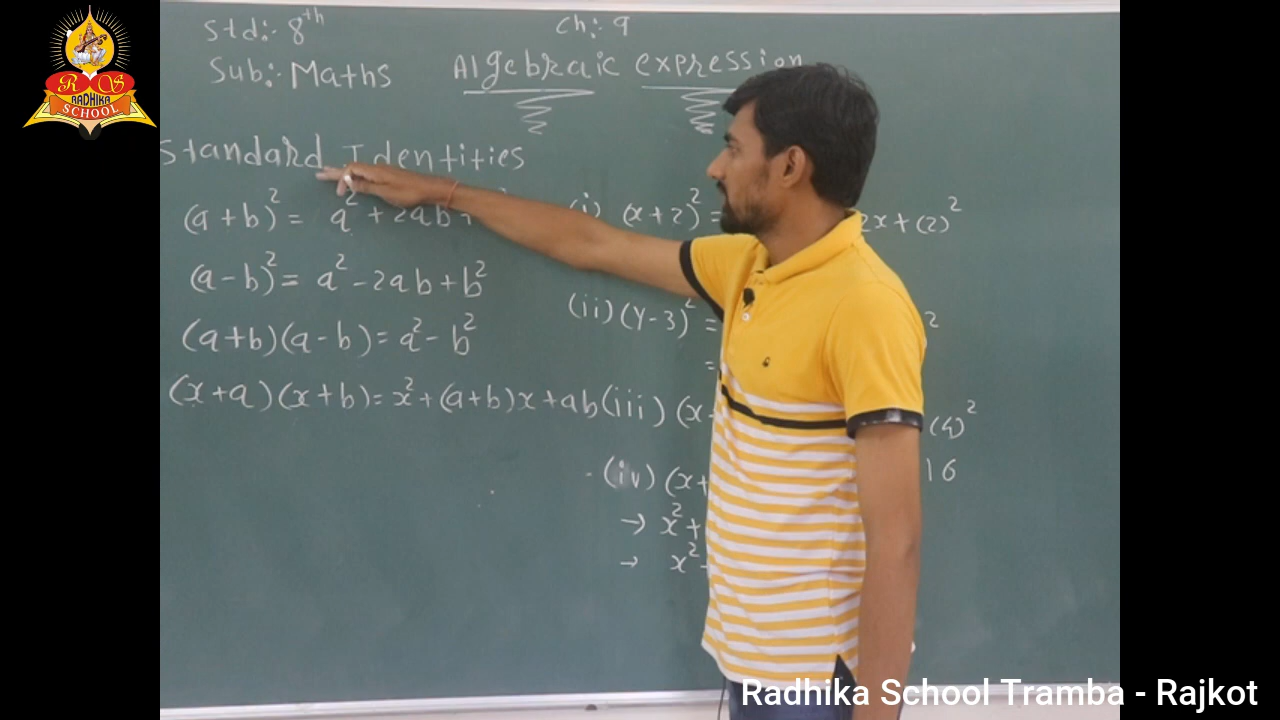 R S
RADHIKA
SCHOOL
Std:- 8th
Sub:- Maths
Ch:- 9
Algebraic expression
Standard Identities
(a+b)² = a² + 2ab +
(a-b)² = a² - 2ab + b²
(a+b)(a-b) = a² - b²
(x+a)(x+b) = x² + (a+b)x + ab
(i) (x+2)² = 2x + (2)²
(ii) (y-3)² = 2
=
(iii) (x- (4)²
16
(iv) (x+
→ x² +
→ x² -
Radhika School Tramba - Rajkot